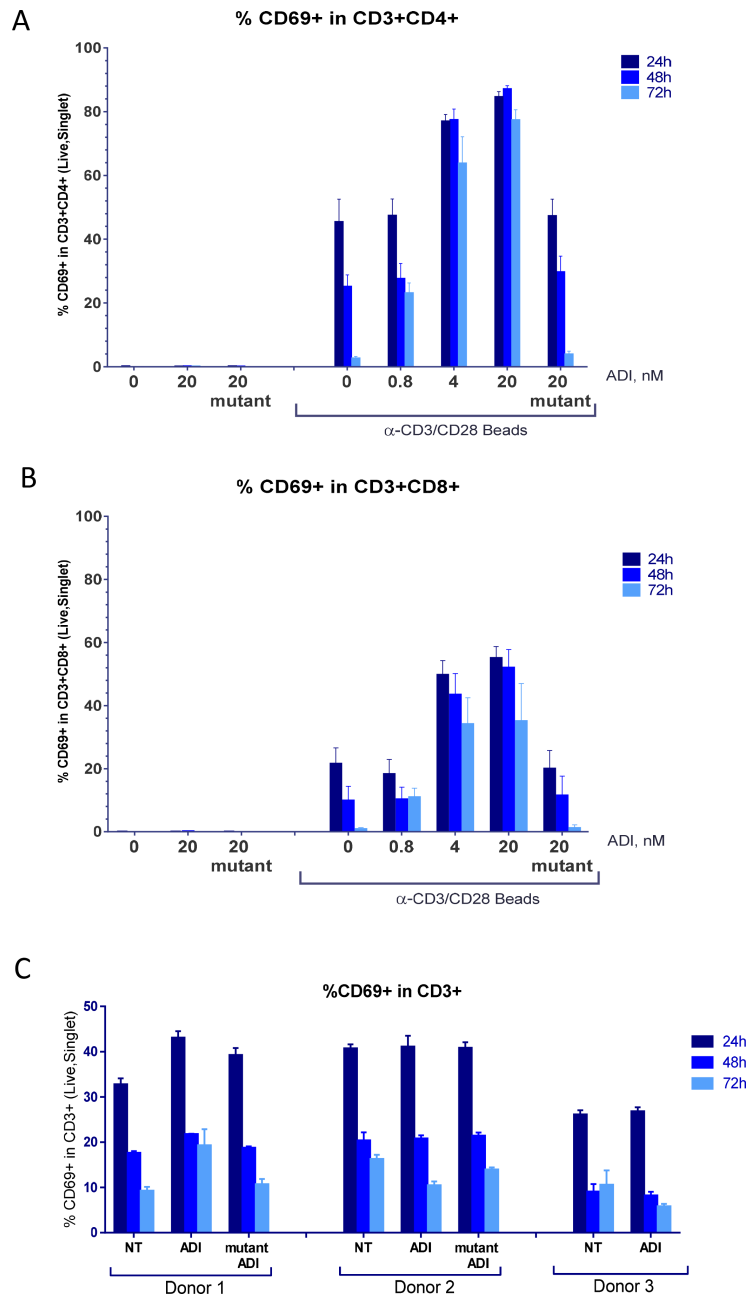 A
% CD69+ in CD3+CD4+
24h
48h
72h
% CD69+ in CD3+CD4+ (Live,Singlet)
100
80
60
40
20
0
0 20 20 0 0.8 4 20 20
mutant mutant
ADI, nM
α-CD3/CD28 Beads
B
% CD69+ in CD3+CD8+
24h
48h
72h
% CD69+ in CD3+CD8+ (Live,Singlet)
100
80
60
40
20
0
0 20 20 0 0.8 4 20 20
mutant mutant
ADI, nM
α-CD3/CD28 Beads
C
%CD69+ in CD3+
24h
48h
72h
% CD69+ in CD3+ (Live,Singlet)
50
40
30
20
10
0
NT ADI mutant NT ADI mutant NT ADI
ADI ADI
Donor 1 Donor 2 Donor 3